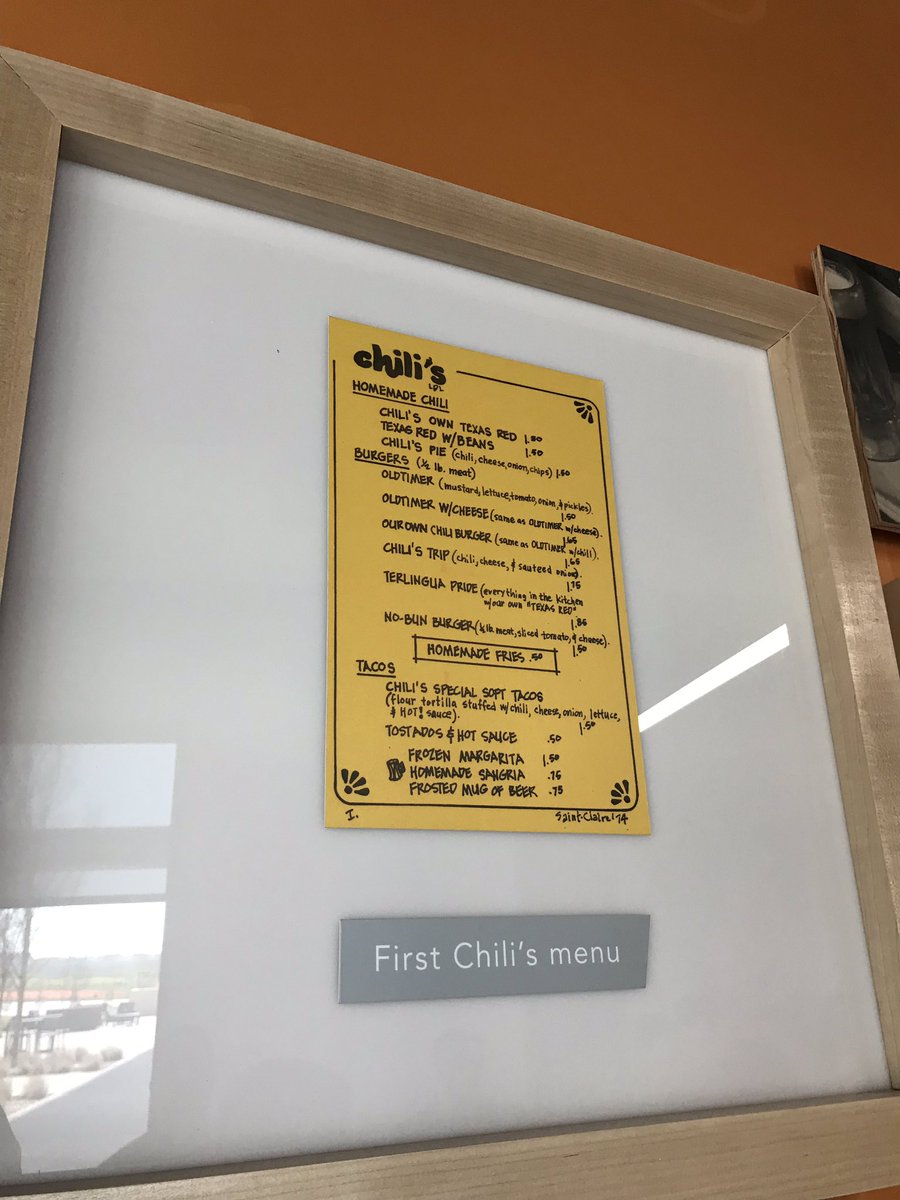 chili's
HOMEMADE CHILI
CHILI'S OWN TEXAS RED 1.50
TEXAS RED W/BEANS 1.50
CHILI'S PIE (chili, cheese, onion, chips) 1.50
BURGERS (½ lb. meat)
OLDTIMER (mustard, lettuce, tomato, onion, & pickles).
1.50
OLDTIMER W/CHEESE (same as OLDTIMER w/cheese).
1.65
OUR OWN CHILI BURGER (same as OLDTIMER w/chili).
1.65
CHILI'S TRIP (chili, cheese, & sauteed onion).
1.75
TERLINGUA PRIDE (everything in the kitchen
w/our own "TEXAS RED"
1.85
NO-BUN BURGER (½ lb. meat, sliced tomato, & cheese).
1.50
HOMEMADE FRIES .50
TACOS
CHILI'S SPECIAL SOFT TACOS
(flour tortilla stuffed w/chili, cheese, onion, lettuce,
& HOT! sauce).
1.50
TOSTADOS & HOT SAUCE .50
FROZEN MARGARITA 1.50
HOMEMADE SANGRIA .75
FROSTED MUG OF BEER .75
I. Saint-Claire '74
First Chili's menu